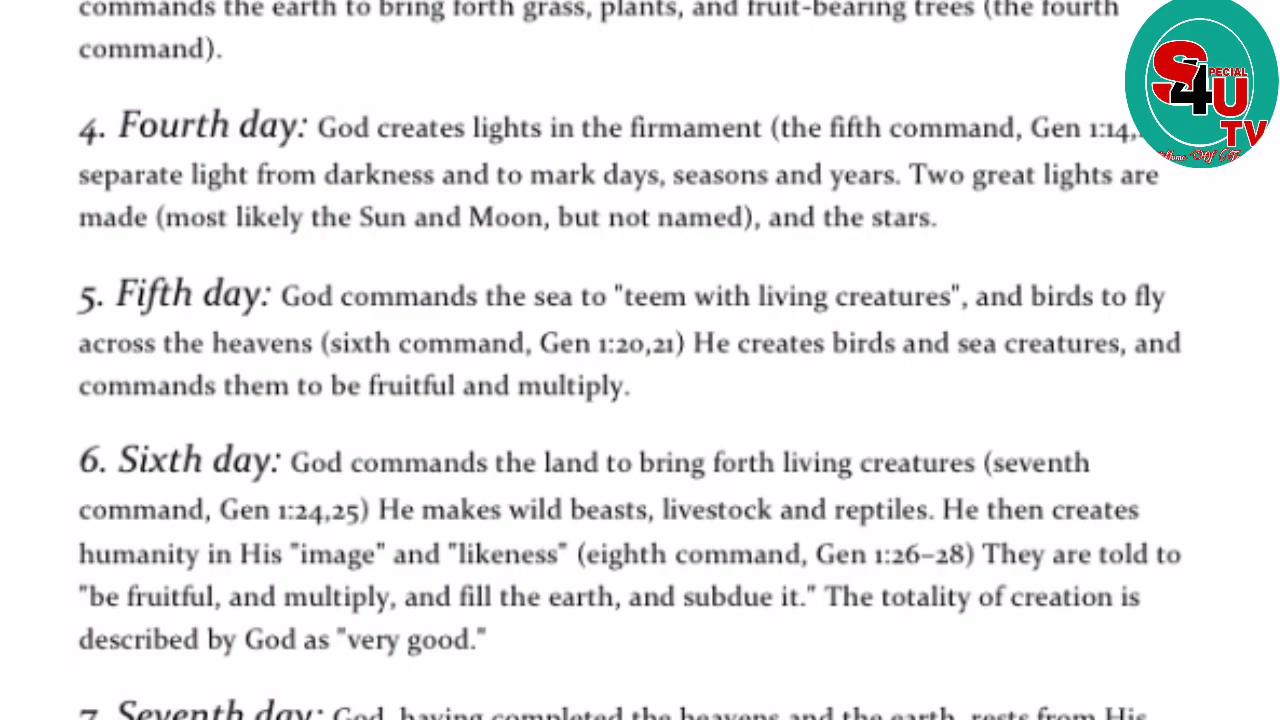 commands the earth to bring forth grass, plants, and fruit-bearing trees (the fourth
command).
4. Fourth day: God creates lights in the firmament (the fifth command, Gen 1:14,
separate light from darkness and to mark days, seasons and years. Two great lights are
made (most likely the Sun and Moon, but not named), and the stars.
5. Fifth day: God commands the sea to "teem with living creatures", and birds to fly
across the heavens (sixth command, Gen 1:20,21) He creates birds and sea creatures, and
commands them to be fruitful and multiply.
6. Sixth day: God commands the land to bring forth living creatures (seventh
command, Gen 1:24,25) He makes wild beasts, livestock and reptiles. He then creates
humanity in His "image" and "likeness" (eighth command, Gen 1:26–28) They are told to
"be fruitful, and multiply, and fill the earth, and subdue it." The totality of creation is
described by God as "very good."
7. Seventh day: God, having completed the heavens and the earth, rests from His
SPECIAL
4U
TV